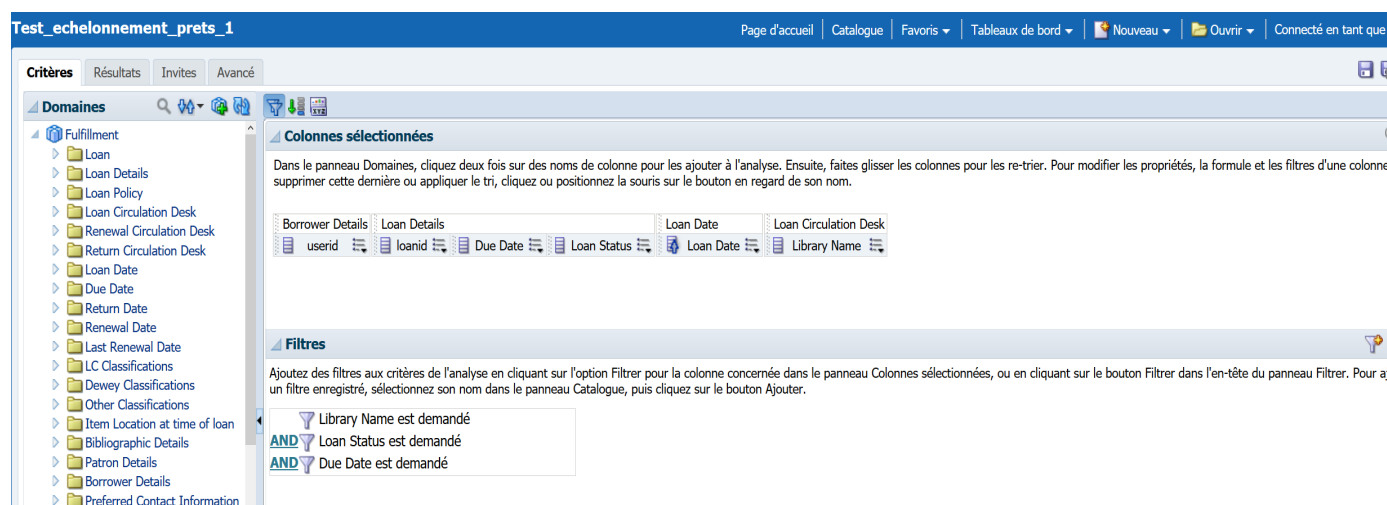 Test_echelonnement_prets_1
Page d'accueil Catalogue Favoris Tableaux de bord Nouveau Ouvrir Connecté en tant que
Critères Résultats Invites Avancé
Domaines
Fulfillment
Loan
Loan Details
Loan Policy
Loan Circulation Desk
Renewal Circulation Desk
Return Circulation Desk
Loan Date
Due Date
Return Date
Renewal Date
Last Renewal Date
LC Classifications
Dewey Classifications
Other Classifications
Item Location at time of loan
Bibliographic Details
Patron Details
Borrower Details
Preferred Contact Information
Colonnes sélectionnées
Dans le panneau Domaines, cliquez deux fois sur des noms de colonne pour les ajouter à l'analyse. Ensuite, faites glisser les colonnes pour les re-trier. Pour modifier les propriétés, la formule et les filtres d'une colonne
supprimer cette dernière ou appliquer le tri, cliquez ou positionnez la souris sur le bouton en regard de son nom.
Borrower Details Loan Details Loan Date Loan Circulation Desk
userid loanid Due Date Loan Status Loan Date Library Name
Filtres
Ajoutez des filtres aux critères de l'analyse en cliquant sur l'option Filtrer pour la colonne concernée dans le panneau Colonnes sélectionnées, ou en cliquant sur le bouton Filtrer dans l'en-tête du panneau Filtrer. Pour
un filtre enregistré, sélectionnez son nom dans le panneau Catalogue, puis cliquez sur le bouton Ajouter.
Library Name est demandé
AND Loan Status est demandé
AND Due Date est demandé